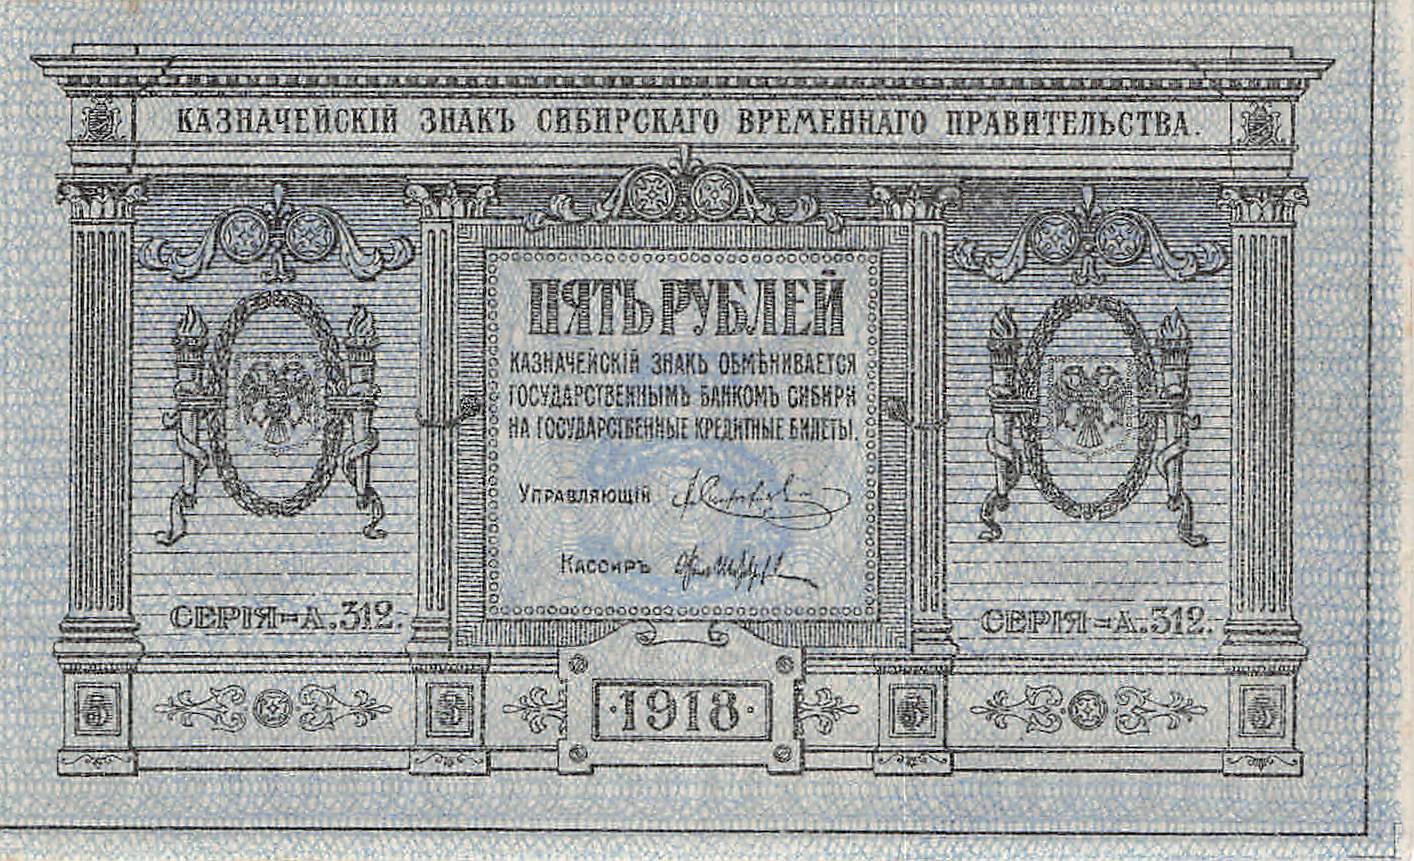 КАЗНАЧЕЙСКІЙ ЗНАКЪ СИБИРСКАГО ВРЕМЕННАГО ПРАВИТЕЛЬСТВА.
ПЯТЬ РУБЛЕЙ
КАЗНАЧЕЙСКІЙ ЗНАКЪ ОБМѢНИВАЕТСЯ
ГОСУДАРСТВЕННЫМЪ БАНКОМЪ СИБИРИ
НА ГОСУДАРСТВЕННЫЕ КРЕДИТНЫЕ БИЛЕТЫ.
УПРАВЛЯЮЩІЙ
КАССИРЪ
СЕРІЯ-А.312.
СЕРІЯ-А.312.
5
5
·1918·
5
5